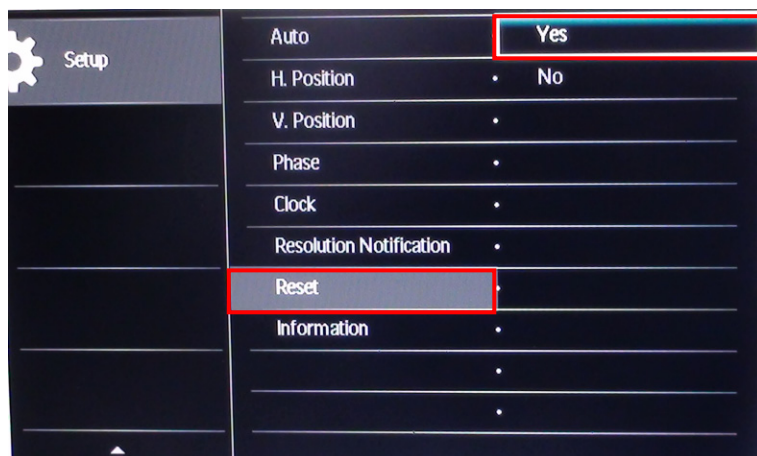 Setup
Auto
Yes
H. Position
No
V. Position
Phase
Clock
Resolution Notification
Reset
Information